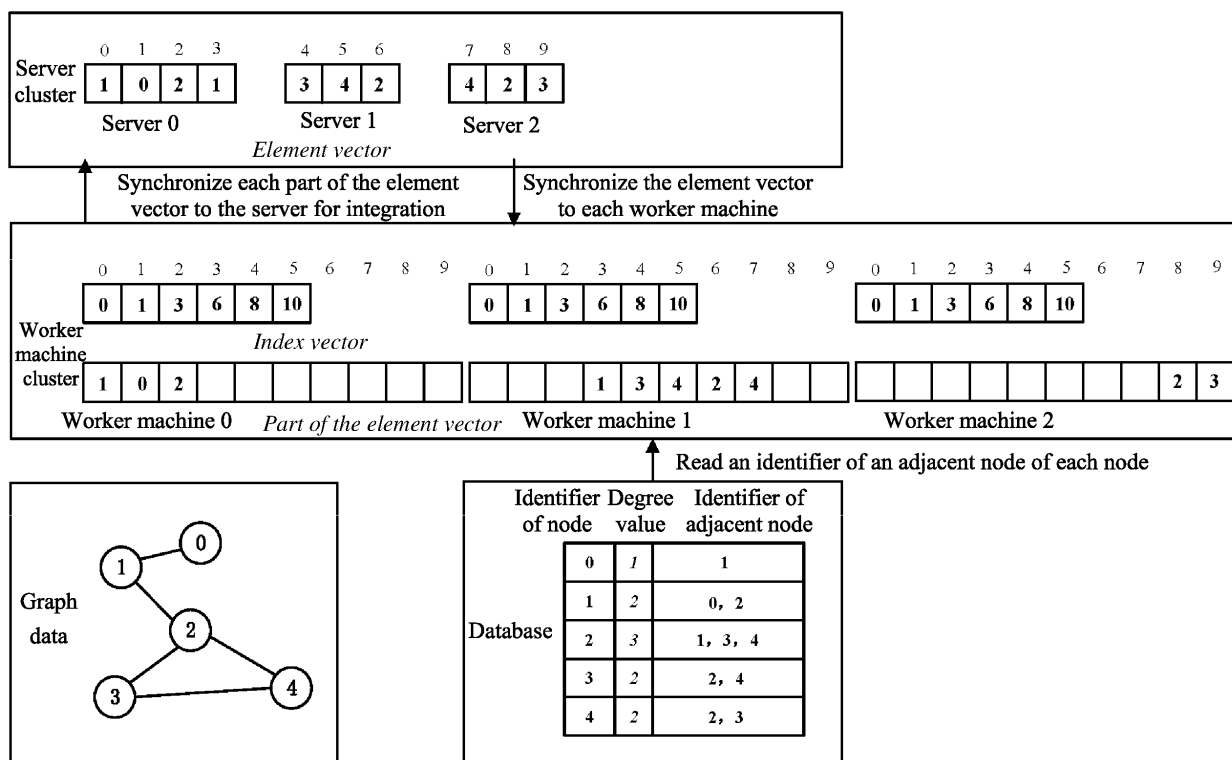 0 1 2 3 4 5 6 7 8 9
Server
cluster
1 0 2 1 3 4 2 4 2 3
Server 0 Server 1 Server 2
Element vector
Synchronize each part of the element
vector to the server for integration
Synchronize the element vector
to each worker machine
0 1 2 3 4 5 6 7 8 9 0 1 2 3 4 5 6 7 8 9 0 1 2 3 4 5 6 7 8 9
0 1 3 6 8 10 0 1 3 6 8 10 0 1 3 6 8 10
Index vector
Worker
machine
cluster
1 0 2 1 3 4 2 4 2 3
Worker machine 0 Part of the element vector Worker machine 1 Worker machine 2
Read an identifier of an adjacent node of each node
Graph
data
0
1
2
3
4
Database
Identifier Degree Identifier of
of node value adjacent node
0 1 1
1 2 0, 2
2 3 1, 3, 4
3 2 2, 4
4 2 2, 3